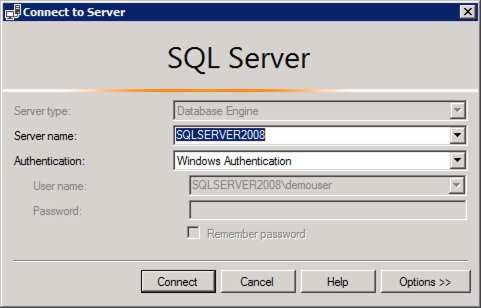 Connect to Server
SQL Server
Server type: Database Engine
Server name: SQLSERVER2008
Authentication: Windows Authentication
User name: SQLSERVER2008\demouser
Password:
Remember password
Connect Cancel Help Options >>